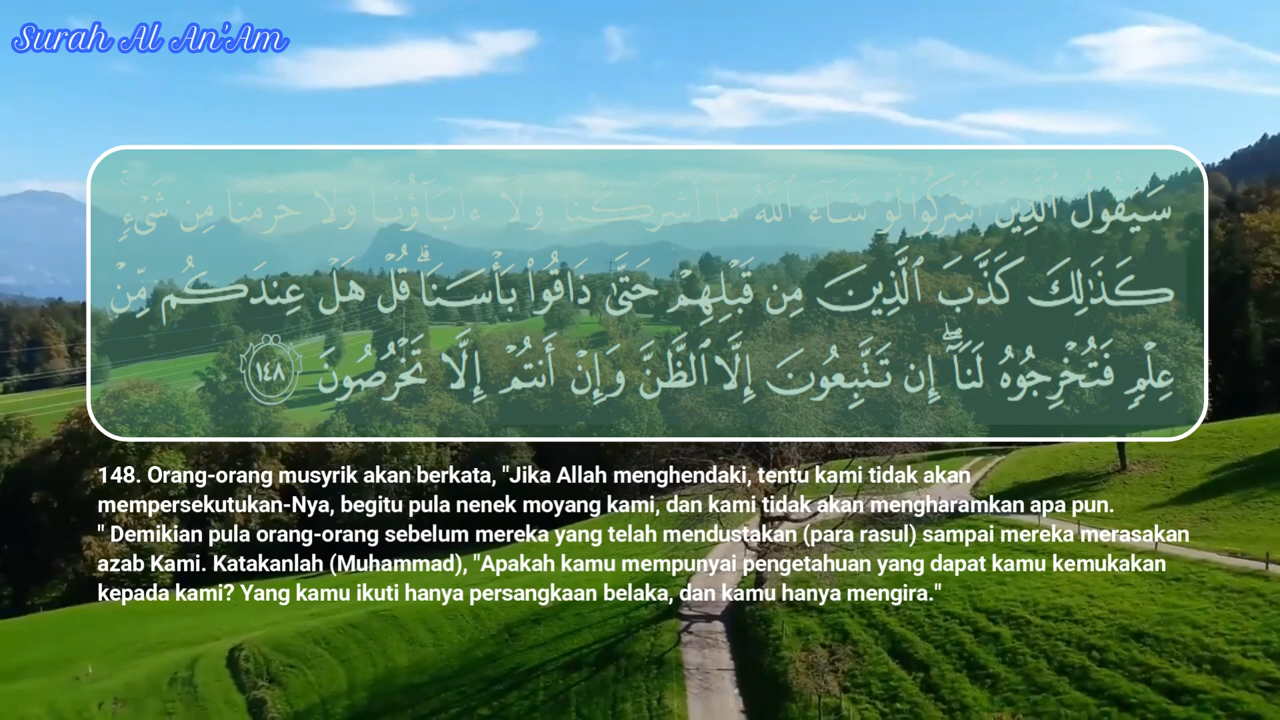 Surah Al An'Am
سَيَقُولُ ٱلَّذِينَ أَشْرَكُوا۟ لَوْ شَآءَ ٱللَّهُ مَآ أَشْرَكْنَا وَلَآ ءَابَآؤُنَا وَلَا حَرَّمْنَا مِن شَىْءٍ ۚ
كَذَٰلِكَ كَذَّبَ ٱلَّذِينَ مِن قَبْلِهِمْ حَتَّىٰ ذَاقُوا۟ بَأْسَنَا ۗ قُلْ هَلْ عِندَكُم مِّنْ
عِلْمٍ فَتُخْرِجُوهُ لَنَآ ۖ إِن تَتَّبِعُونَ إِلَّا ٱلظَّنَّ وَإِنْ أَنتُمْ إِلَّا تَخْرُصُونَ ١٤٨
148. Orang-orang musyrik akan berkata, "Jika Allah menghendaki, tentu kami tidak akan
mempersekutukan-Nya, begitu pula nenek moyang kami, dan kami tidak akan mengharamkan apa pun.
" Demikian pula orang-orang sebelum mereka yang telah mendustakan (para rasul) sampai mereka merasakan
azab Kami. Katakanlah (Muhammad), "Apakah kamu mempunyai pengetahuan yang dapat kamu kemukakan
kepada kami? Yang kamu ikuti hanya persangkaan belaka, dan kamu hanya mengira."